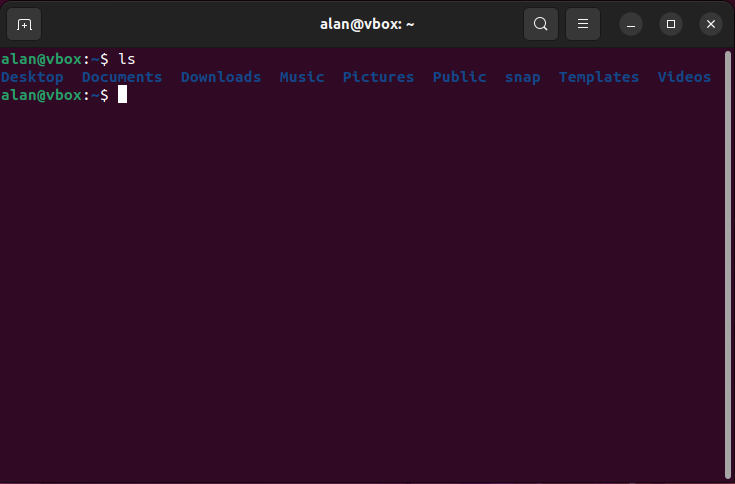 alan@vbox: ~
alan@vbox:~$ ls
Desktop  Documents  Downloads  Music  Pictures  Public  snap  Templates  Videos
alan@vbox:~$